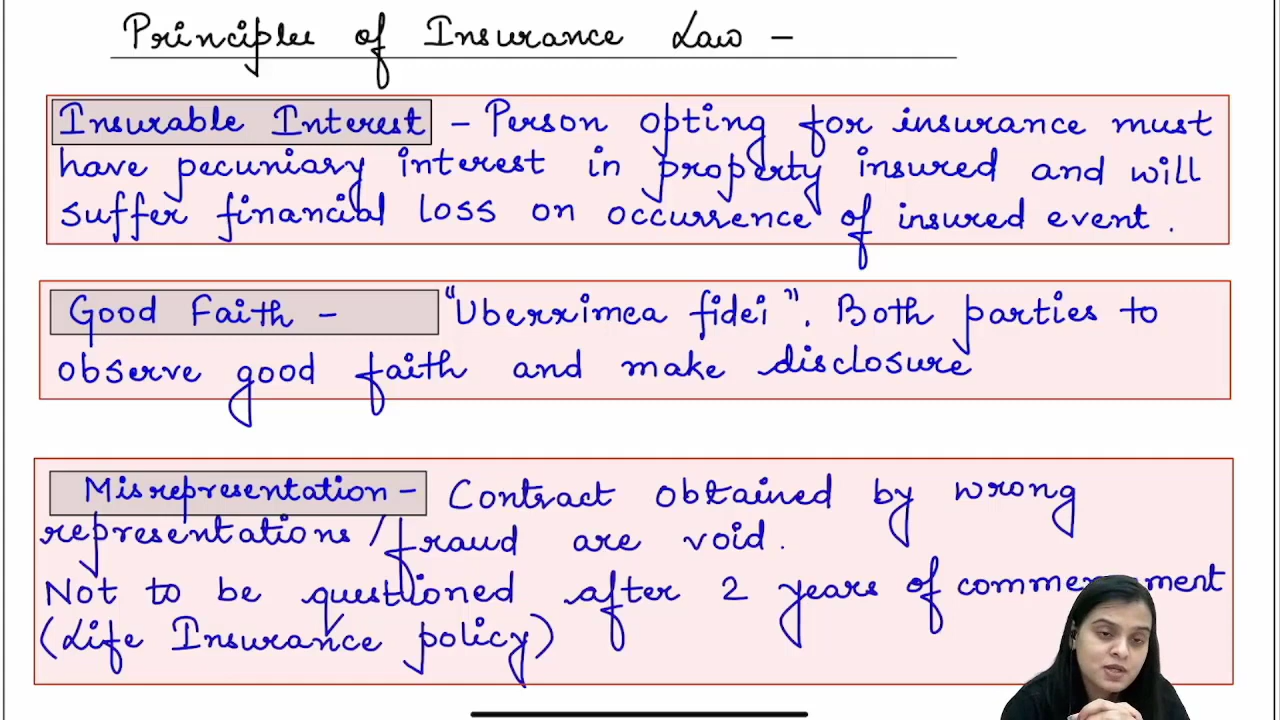 Principles of Insurance Law -
Insurable Interest - Person opting for insurance must
have pecuniary interest in property insured and will
suffer financial loss on occurrence of insured event.
Good Faith - "Uberrimea fidei". Both parties to
observe good faith and make disclosure
Misrepresentation - Contract obtained by wrong
representations/fraud are void.
Not to be questioned after 2 years of
(Life Insurance policy)